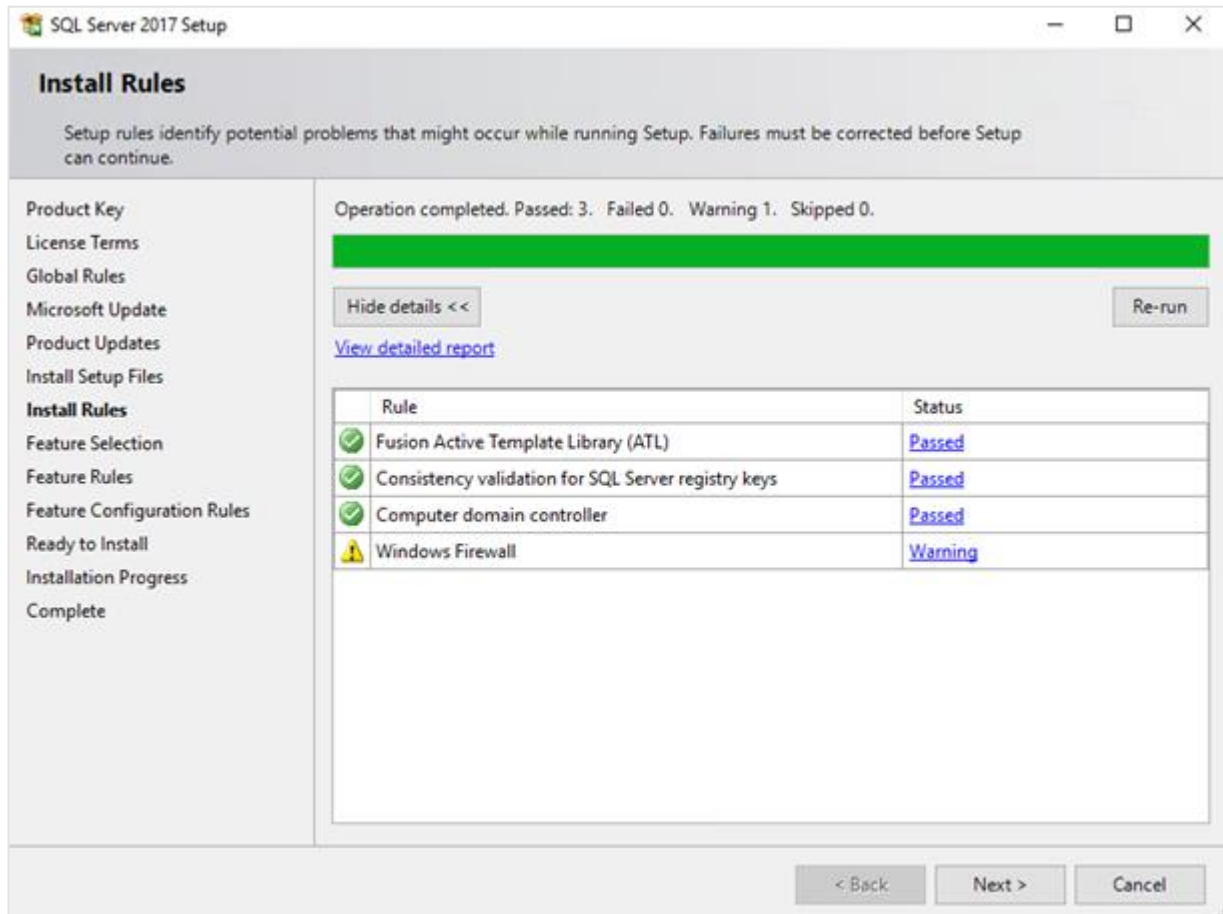 SQL Server 2017 Setup
Install Rules
Setup rules identify potential problems that might occur while running Setup. Failures must be corrected before Setup
can continue.
Product Key
License Terms
Global Rules
Microsoft Update
Product Updates
Install Setup Files
Install Rules
Feature Selection
Feature Rules
Feature Configuration Rules
Ready to Install
Installation Progress
Complete
Operation completed. Passed: 3. Failed 0. Warning 1. Skipped 0.
Hide details <<
Re-run
View detailed report
Rule Status
Fusion Active Template Library (ATL) Passed
Consistency validation for SQL Server registry keys Passed
Computer domain controller Passed
Windows Firewall Warning
< Back
Next >
Cancel